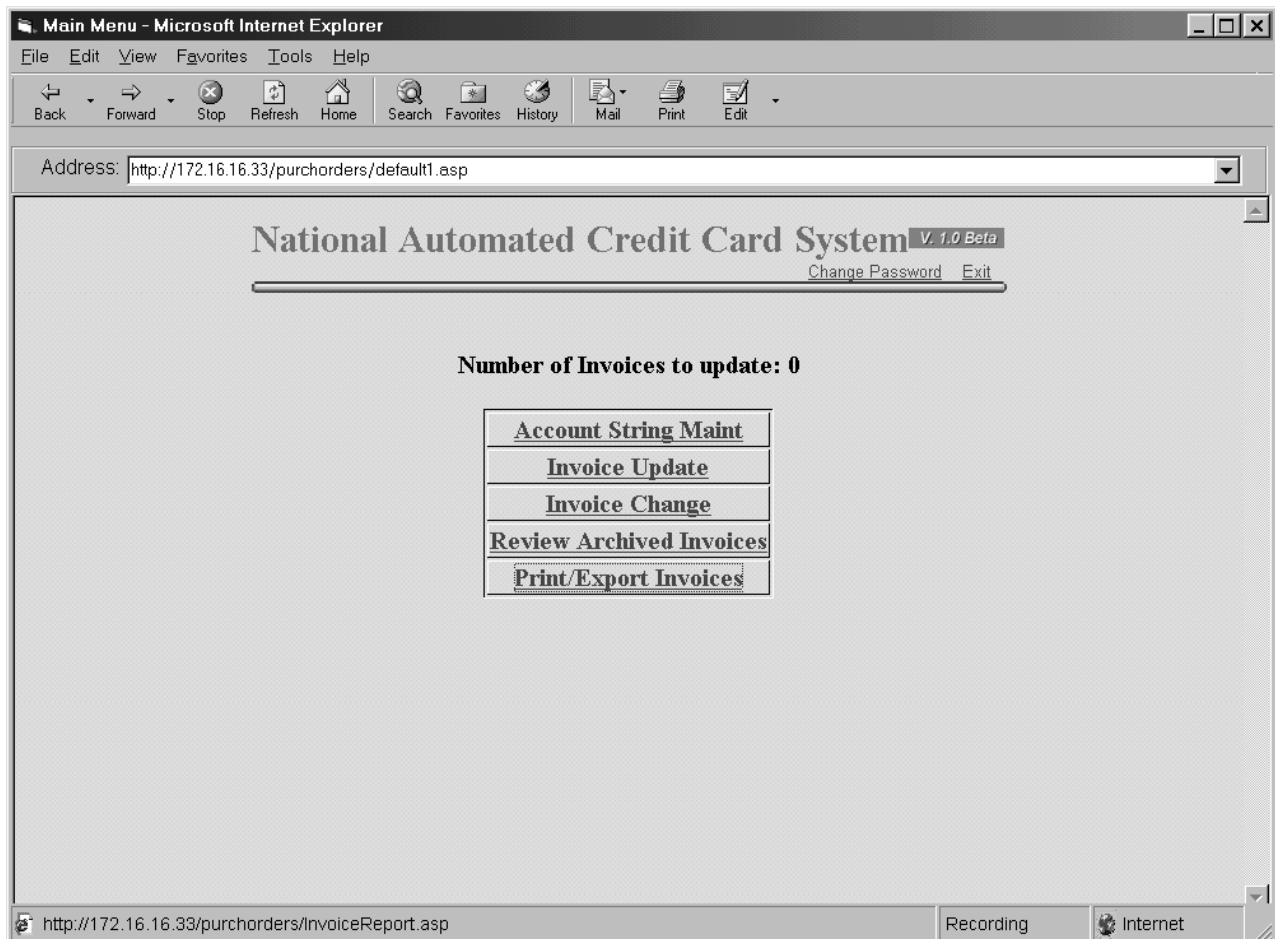 Main Menu - Microsoft Internet Explorer
File Edit View Favorites Tools Help
Back Forward Stop Refresh Home Search Favorites History Mail Print Edit
Address: http://172.16.16.33/purchorders/default1.asp
National Automated Credit Card System V. 1.0 Beta
Change Password Exit
Number of Invoices to update: 0
Account String Maint
Invoice Update
Invoice Change
Review Archived Invoices
Print/Export Invoices
http://172.16.16.33/purchorders/InvoiceReport.asp Recording Internet